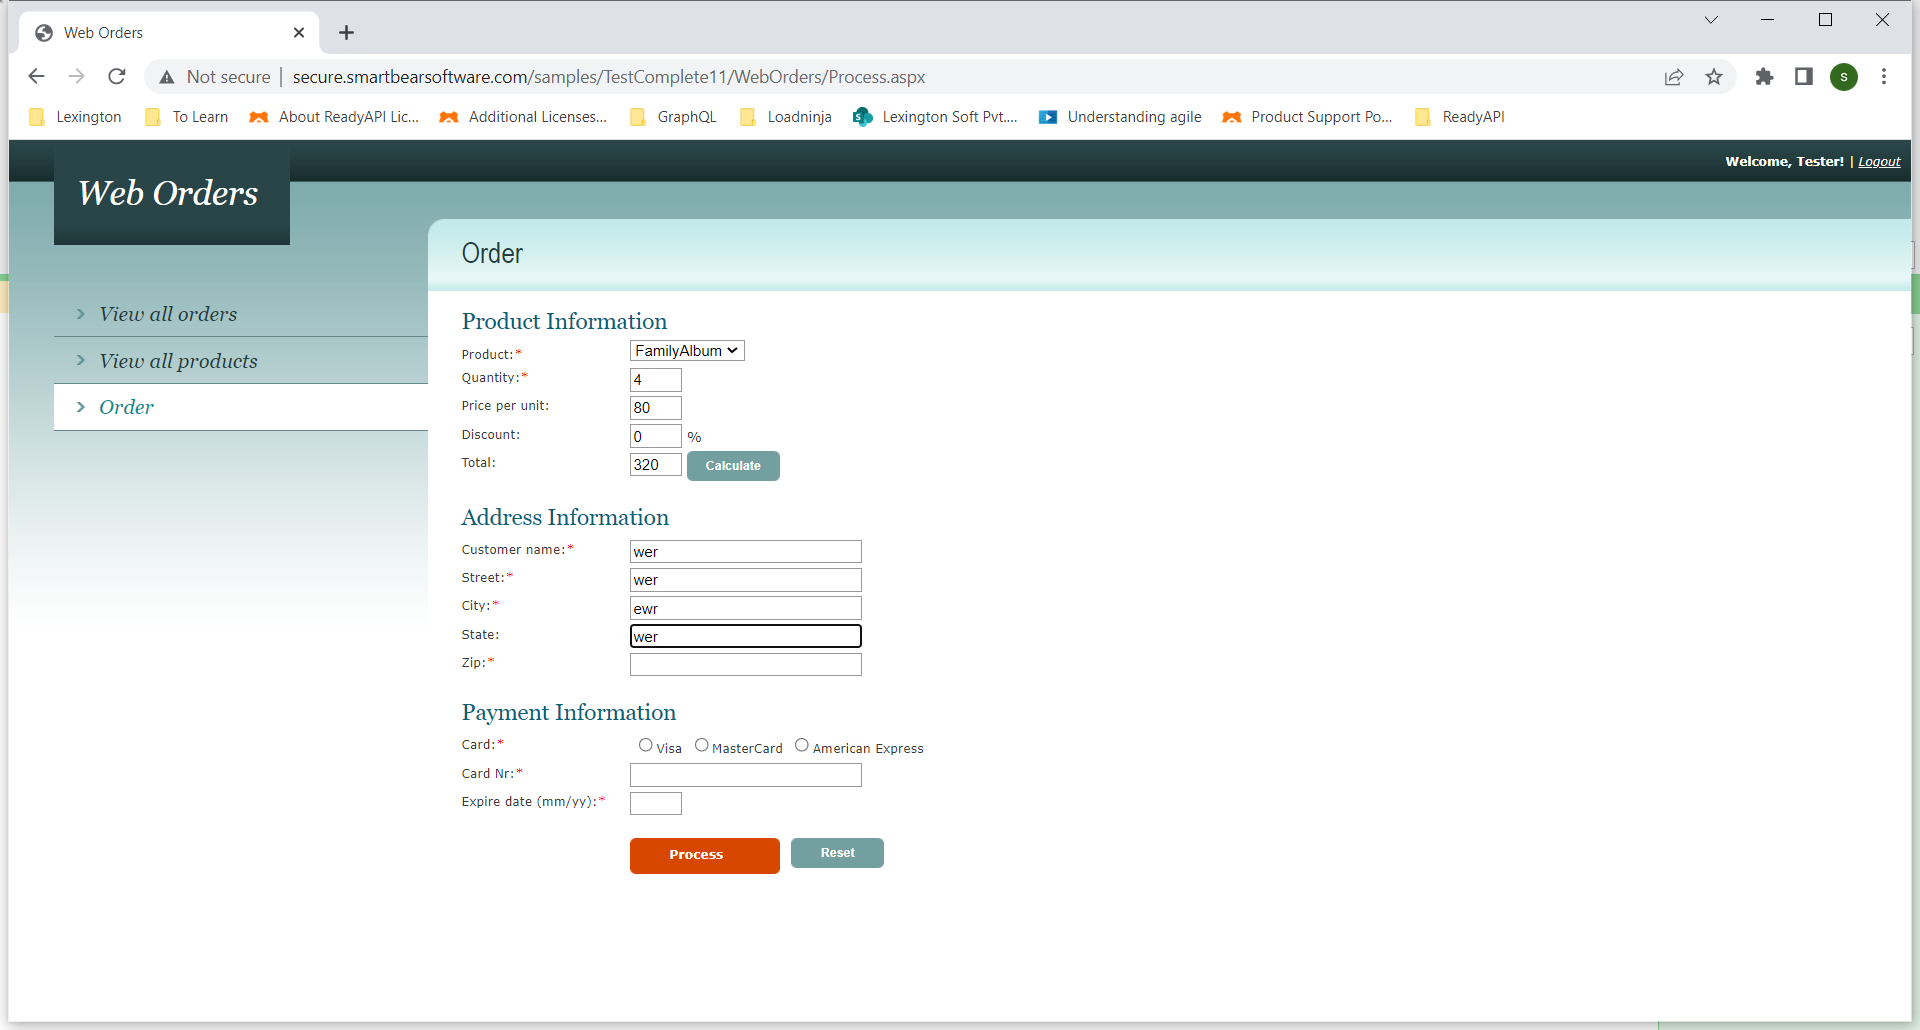 Web Orders
Not secure | secure.smartbearsoftware.com/samples/TestComplete11/WebOrders/Process.aspx
S
Lexington
To Learn
About ReadyAPI Lic...
Additional Licenses...
GraphQL
Loadninja
Lexington Soft Pvt....
Understanding agile
Product Support Po...
ReadyAPI
Welcome, Tester! | Logout
Web Orders
View all orders
View all products
Order
Order
Product Information
Product:* FamilyAlbum
Quantity:* 4
Price per unit: 80
Discount: 0 %
Total: 320 Calculate
Address Information
Customer name:* wer
Street:* wer
City:* ewr
State: wer
Zip:*
Payment Information
Card:* Visa MasterCard American Express
Card Nr:*
Expire date (mm/yy):*
Process Reset